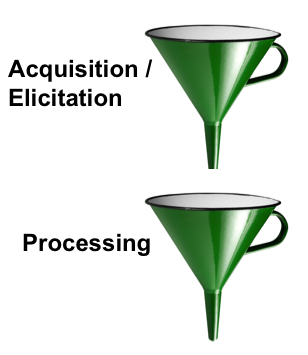 Acquisition /
Elicitation
Processing